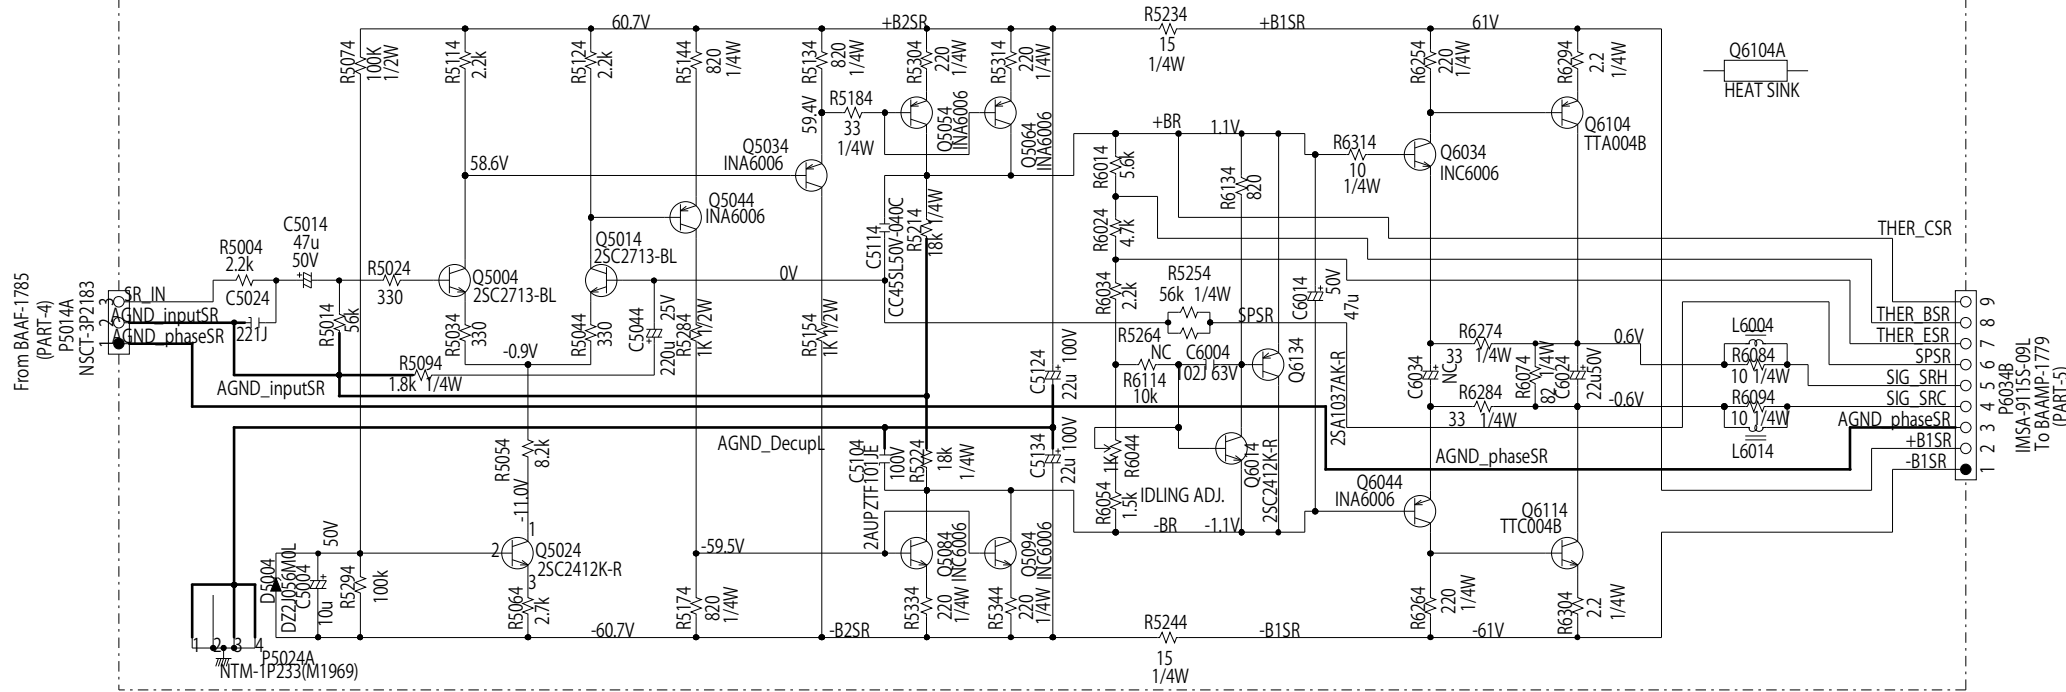 60.7V
+B2SR
R5234
15
1/4W
+B1SR
61V
Q6104A
HEAT SINK
R5074
100K
1/2W
R5114
2.2k
R5124
2.2k
R5144
820
1/4W
R5134
820
1/4W
R5304
220
1/4W
R5314
220
1/4W
R6254
220
1/4W
R6294
2.2
1/4W
59.4V
R5184
33
1/4W
Q5054
INA6006
Q5064
INA6006
+BR
1.1V
R6314
10
1/4W
Q6034
INC6006
Q6104
TTA004B
58.6V
Q5034
INA6006
Q5044
INA6006
R6014
5.6k
R6134
820
R6024
4.7k
R6034
2.2k
C5114
CC45SL50V-040C
R5214
18k 1/4W
THER_CSR
From BAAF-1785
(PART-4)
P5014A
NSCT-3P2183
3
2
1
SR_IN
AGND_inputSR
AGND_phaseSR
R5004
2.2k
C5014
47u
50V
C5024
221J
R5014
56k
R5024
330
Q5004
2SC2713-BL
Q5014
2SC2713-BL
0V
R5034
330
R5044
330
C5044
220u 25V
R5284
1K 1/2W
R5154
1K 1/2W
-0.9V
R5094
1.8k 1/4W
AGND_inputSR
R5254
56k 1/4W
R5264
NC
SPSR
C6014
50V
47u
C6004
102J 63V
R6114
10k
Q6134
2SA1037AK-R
C5124
22u 100V
R6274
33
1/4W
0.6V
C6034
NC
R6074
82 1/4W
C6024
22u50V
R6284
33 1/4W
-0.6V
L6004
R6084
10 1/4W
R6094
10 1/4W
L6014
THER_BSR
THER_ESR
SPSR
SIG_SRH
SIG_SRC
AGND_phaseSR
+B1SR
-B1SR
9
8
7
6
5
4
3
2
1
P6034B
IMSA-9115S-09L
To BAAMP-1779
(PART-5)
AGND_DecupL
R5054
8.2k
C5104
100V
2AUPZTF101JE
R5224
18k
1/4W
C5134
22u 100V
R6044
1K
R6054
1.5k
IDLING ADJ.
Q6014
2SC2412K-R
AGND_phaseSR
Q6044
INA6006
-BR
-1.1V
Q6114
TTC004B
-11.0V
1
2
3
Q5024
2SC2412K-R
-59.5V
Q5084
INC6006
Q5094
INC6006
D5004
DZ2J056M0L
C5004
10u
50V
R5294
100k
R5064
2.7k
R5174
820
1/4W
R5334
220
1/4W
R5344
220
1/4W
R6264
220
1/4W
R6304
2.2
1/4W
-60.7V
-B2SR
R5244
15
1/4W
-B1SR
-61V
1 2 3 4
P5024A
NTM-1P233(M1969)